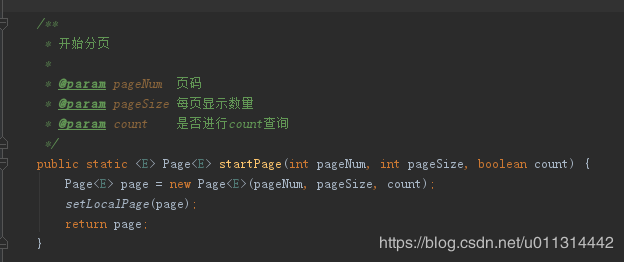 /**
 * 开始分页
 *
 * @param pageNum  页码
 * @param pageSize 每页显示数量
 * @param count    是否进行count查询
 */
public static <E> Page<E> startPage(int pageNum, int pageSize, boolean count) {
    Page<E> page = new Page<E>(pageNum, pageSize, count);
    setLocalPage(page);
    return page;
}
https://blog.csdn.net/u011314442